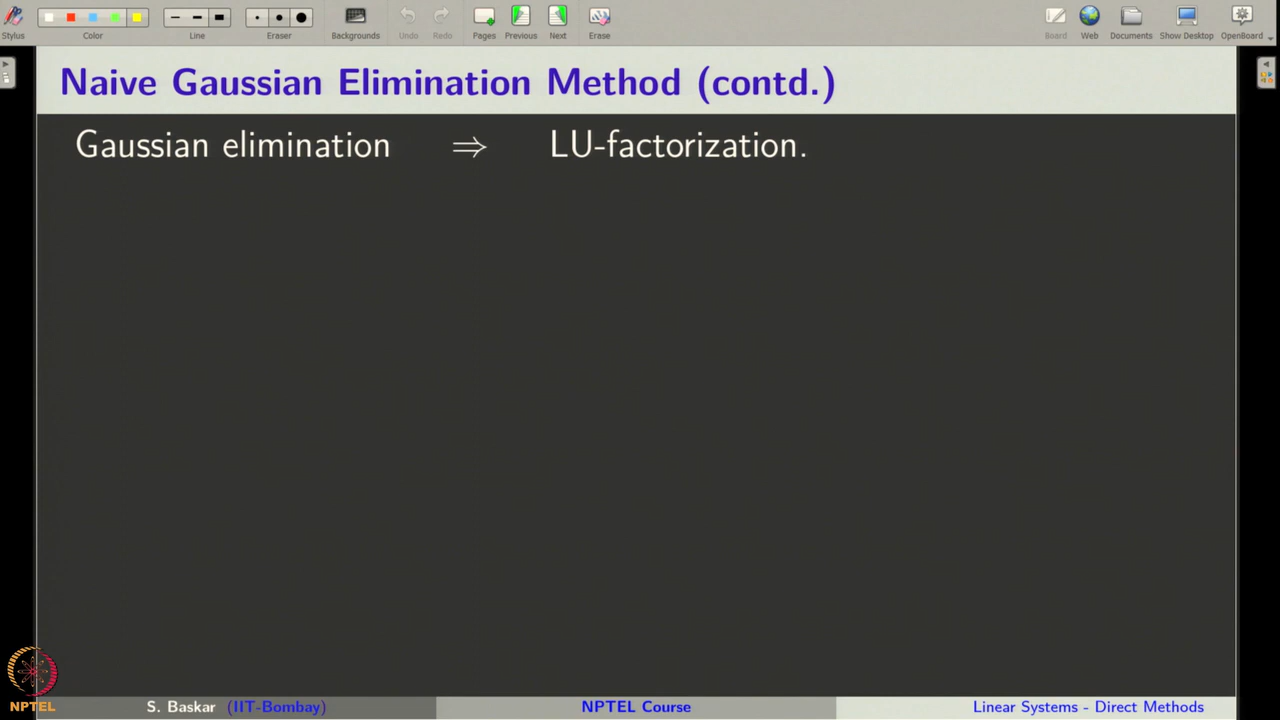 Stylus Color Line Eraser Backgrounds Undo Redo Pages Previous Next Erase Board Web Documents Show Desktop OpenBoard
Naive Gaussian Elimination Method (contd.)
Gaussian elimination ⇒ LU-factorization.
NPTEL
S. Baskar (IIT-Bombay) NPTEL Course Linear Systems - Direct Methods